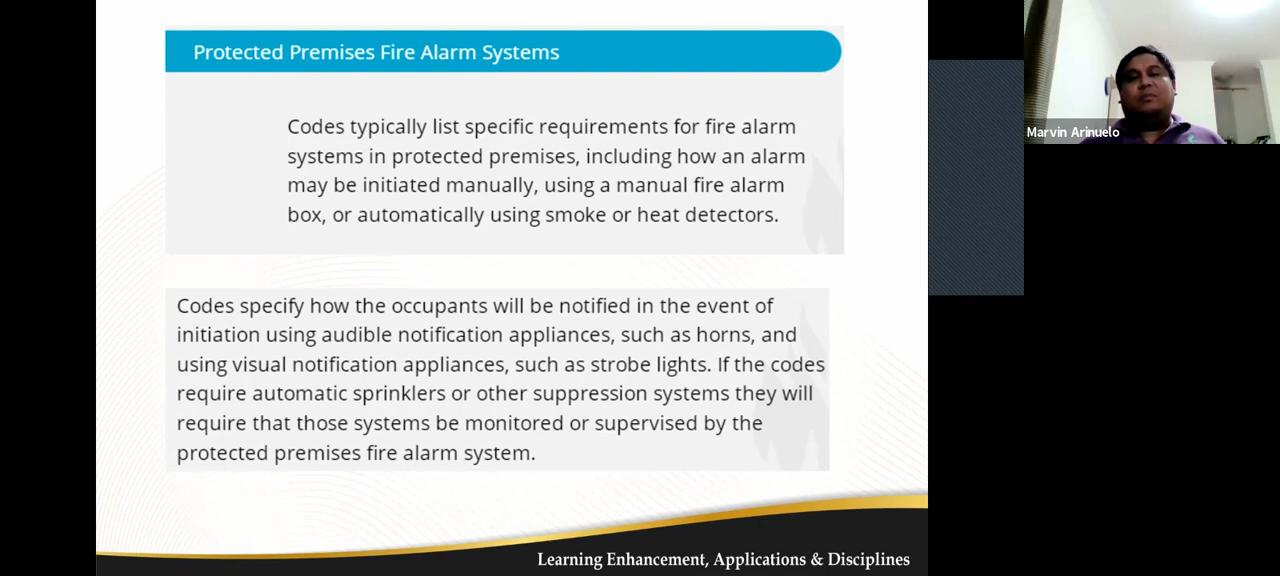 Protected Premises Fire Alarm Systems
Codes typically list specific requirements for fire alarm
systems in protected premises, including how an alarm
may be initiated manually, using a manual fire alarm
box, or automatically using smoke or heat detectors.
Codes specify how the occupants will be notified in the event of
initiation using audible notification appliances, such as horns, and
using visual notification appliances, such as strobe lights. If the codes
require automatic sprinklers or other suppression systems they will
require that those systems be monitored or supervised by the
protected premises fire alarm system.
Learning Enhancement, Applications & Disciplines
Marvin Arinuelo